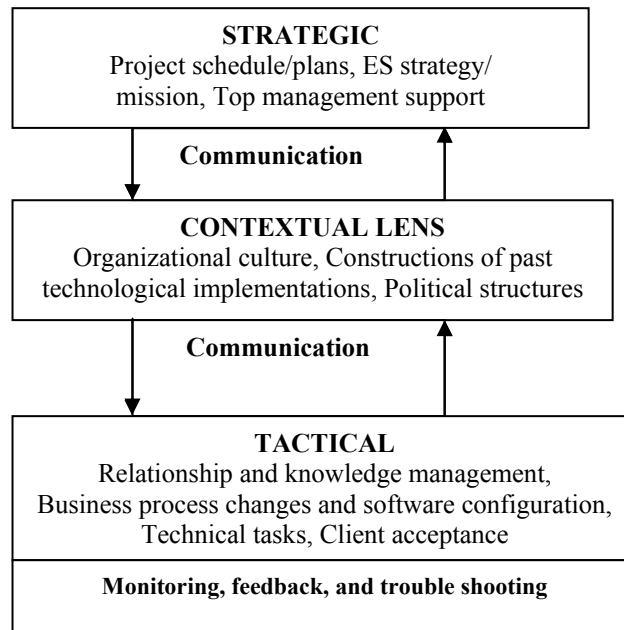 STRATEGIC
Project schedule/plans, ES strategy/
mission, Top management support
Communication
CONTEXTUAL LENS
Organizational culture, Constructions of past
technological implementations, Political structures
Communication
TACTICAL
Relationship and knowledge management,
Business process changes and software configuration,
Technical tasks, Client acceptance
Monitoring, feedback, and trouble shooting